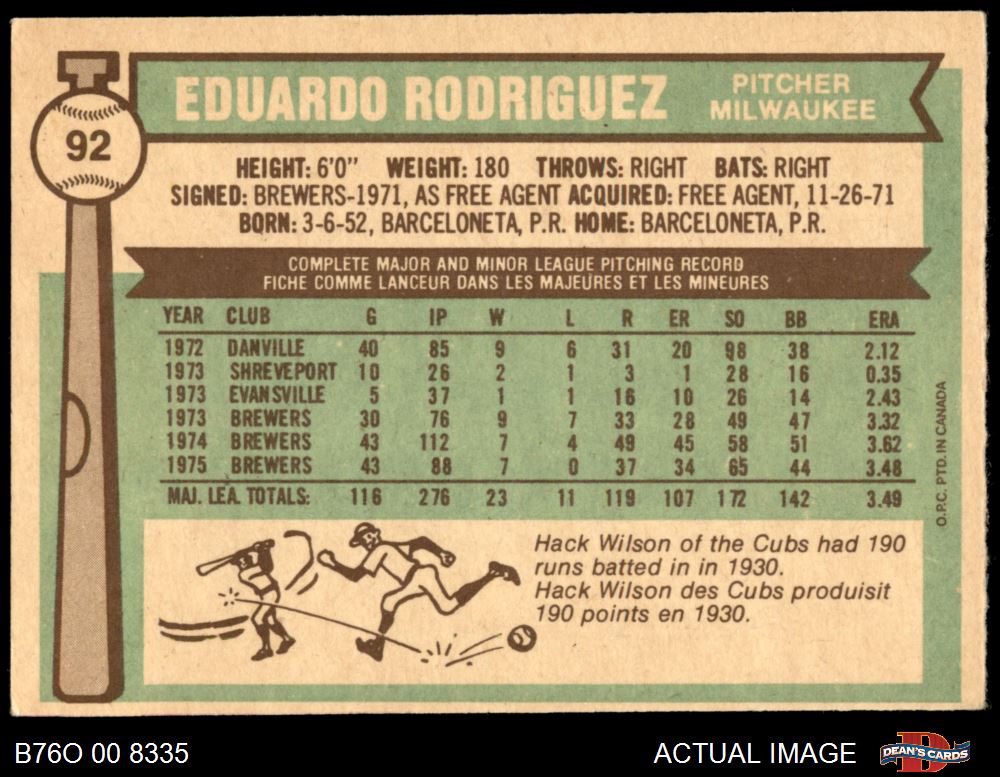 92
EDUARDO RODRIGUEZ
PITCHER
MILWAUKEE
HEIGHT: 6'0" WEIGHT: 180 THROWS: RIGHT BATS: RIGHT
SIGNED: BREWERS-1971, AS FREE AGENT ACQUIRED: FREE AGENT, 11-26-71
BORN: 3-6-52, BARCELONETA, P.R. HOME: BARCELONETA, P.R.
COMPLETE MAJOR AND MINOR LEAGUE PITCHING RECORD
FICHE COMME LANCEUR DANS LES MAJEURES ET LES MINEURES
YEAR CLUB G IP W L R ER SO BB ERA
1972 DANVILLE 40 85 9 6 31 20 98 38 2.12
1973 SHREVEPORT 10 26 2 1 3 1 28 16 0.35
1973 EVANSVILLE 5 37 1 1 16 10 26 14 2.43
1973 BREWERS 30 76 9 7 33 28 49 47 3.32
1974 BREWERS 43 112 7 4 49 45 58 51 3.62
1975 BREWERS 43 88 7 0 37 34 65 44 3.48
MAJ. LEA. TOTALS: 116 276 23 11 119 107 172 142 3.49
O.P.C. PTD. IN CANADA
Hack Wilson of the Cubs had 190
runs batted in in 1930.
Hack Wilson des Cubs produisit
190 points en 1930.
B76O 00 8335
ACTUAL IMAGE
DEAN'S CARDS